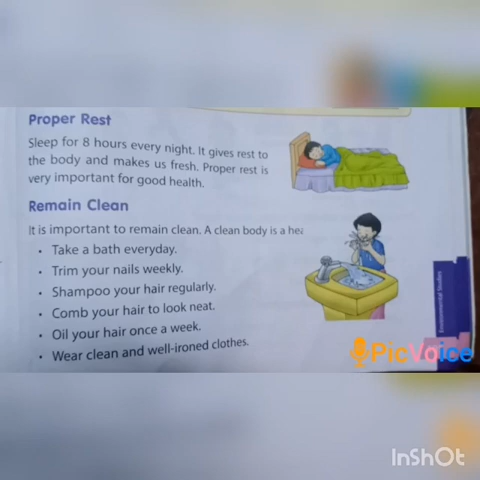 Proper Rest
Sleep for 8 hours every night. It gives rest to
the body and makes us fresh. Proper rest is
very important for good health.
Remain Clean
It is important to remain clean. A clean body is a
• Take a bath everyday.
• Trim your nails weekly.
• Shampoo your hair regularly.
• Comb your hair to look neat.
• Oil your hair once a week.
• Wear clean and well-ironed clothes.
Environmental Studies
PicVoice
InShOt